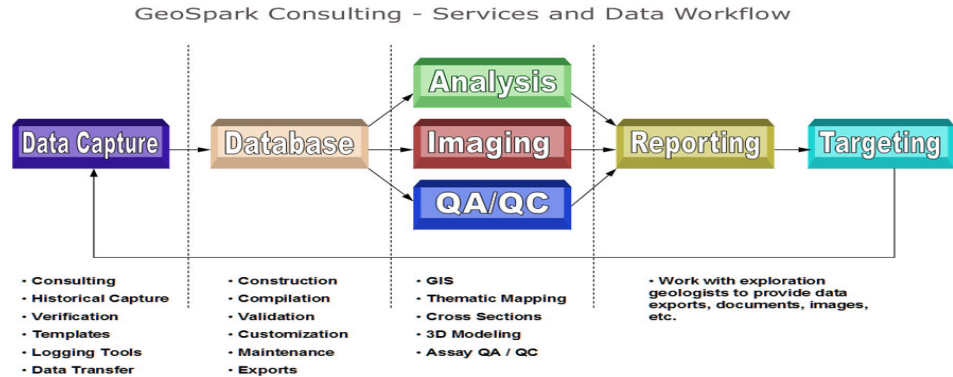 GeoSpark Consulting - Services and Data Workflow
Analysis
Data Capture
Database
Imaging
Reporting
Targeting
QA/QC
• Consulting
• Historical Capture
• Verification
• Templates
• Logging Tools
• Data Transfer
• Construction
• Compilation
• Validation
• Customization
• Maintenance
• Exports
• GIS
• Thematic Mapping
• Cross Sections
• 3D Modeling
• Assay QA / QC
• Work with exploration
geologists to provide data
exports, documents, images,
etc.